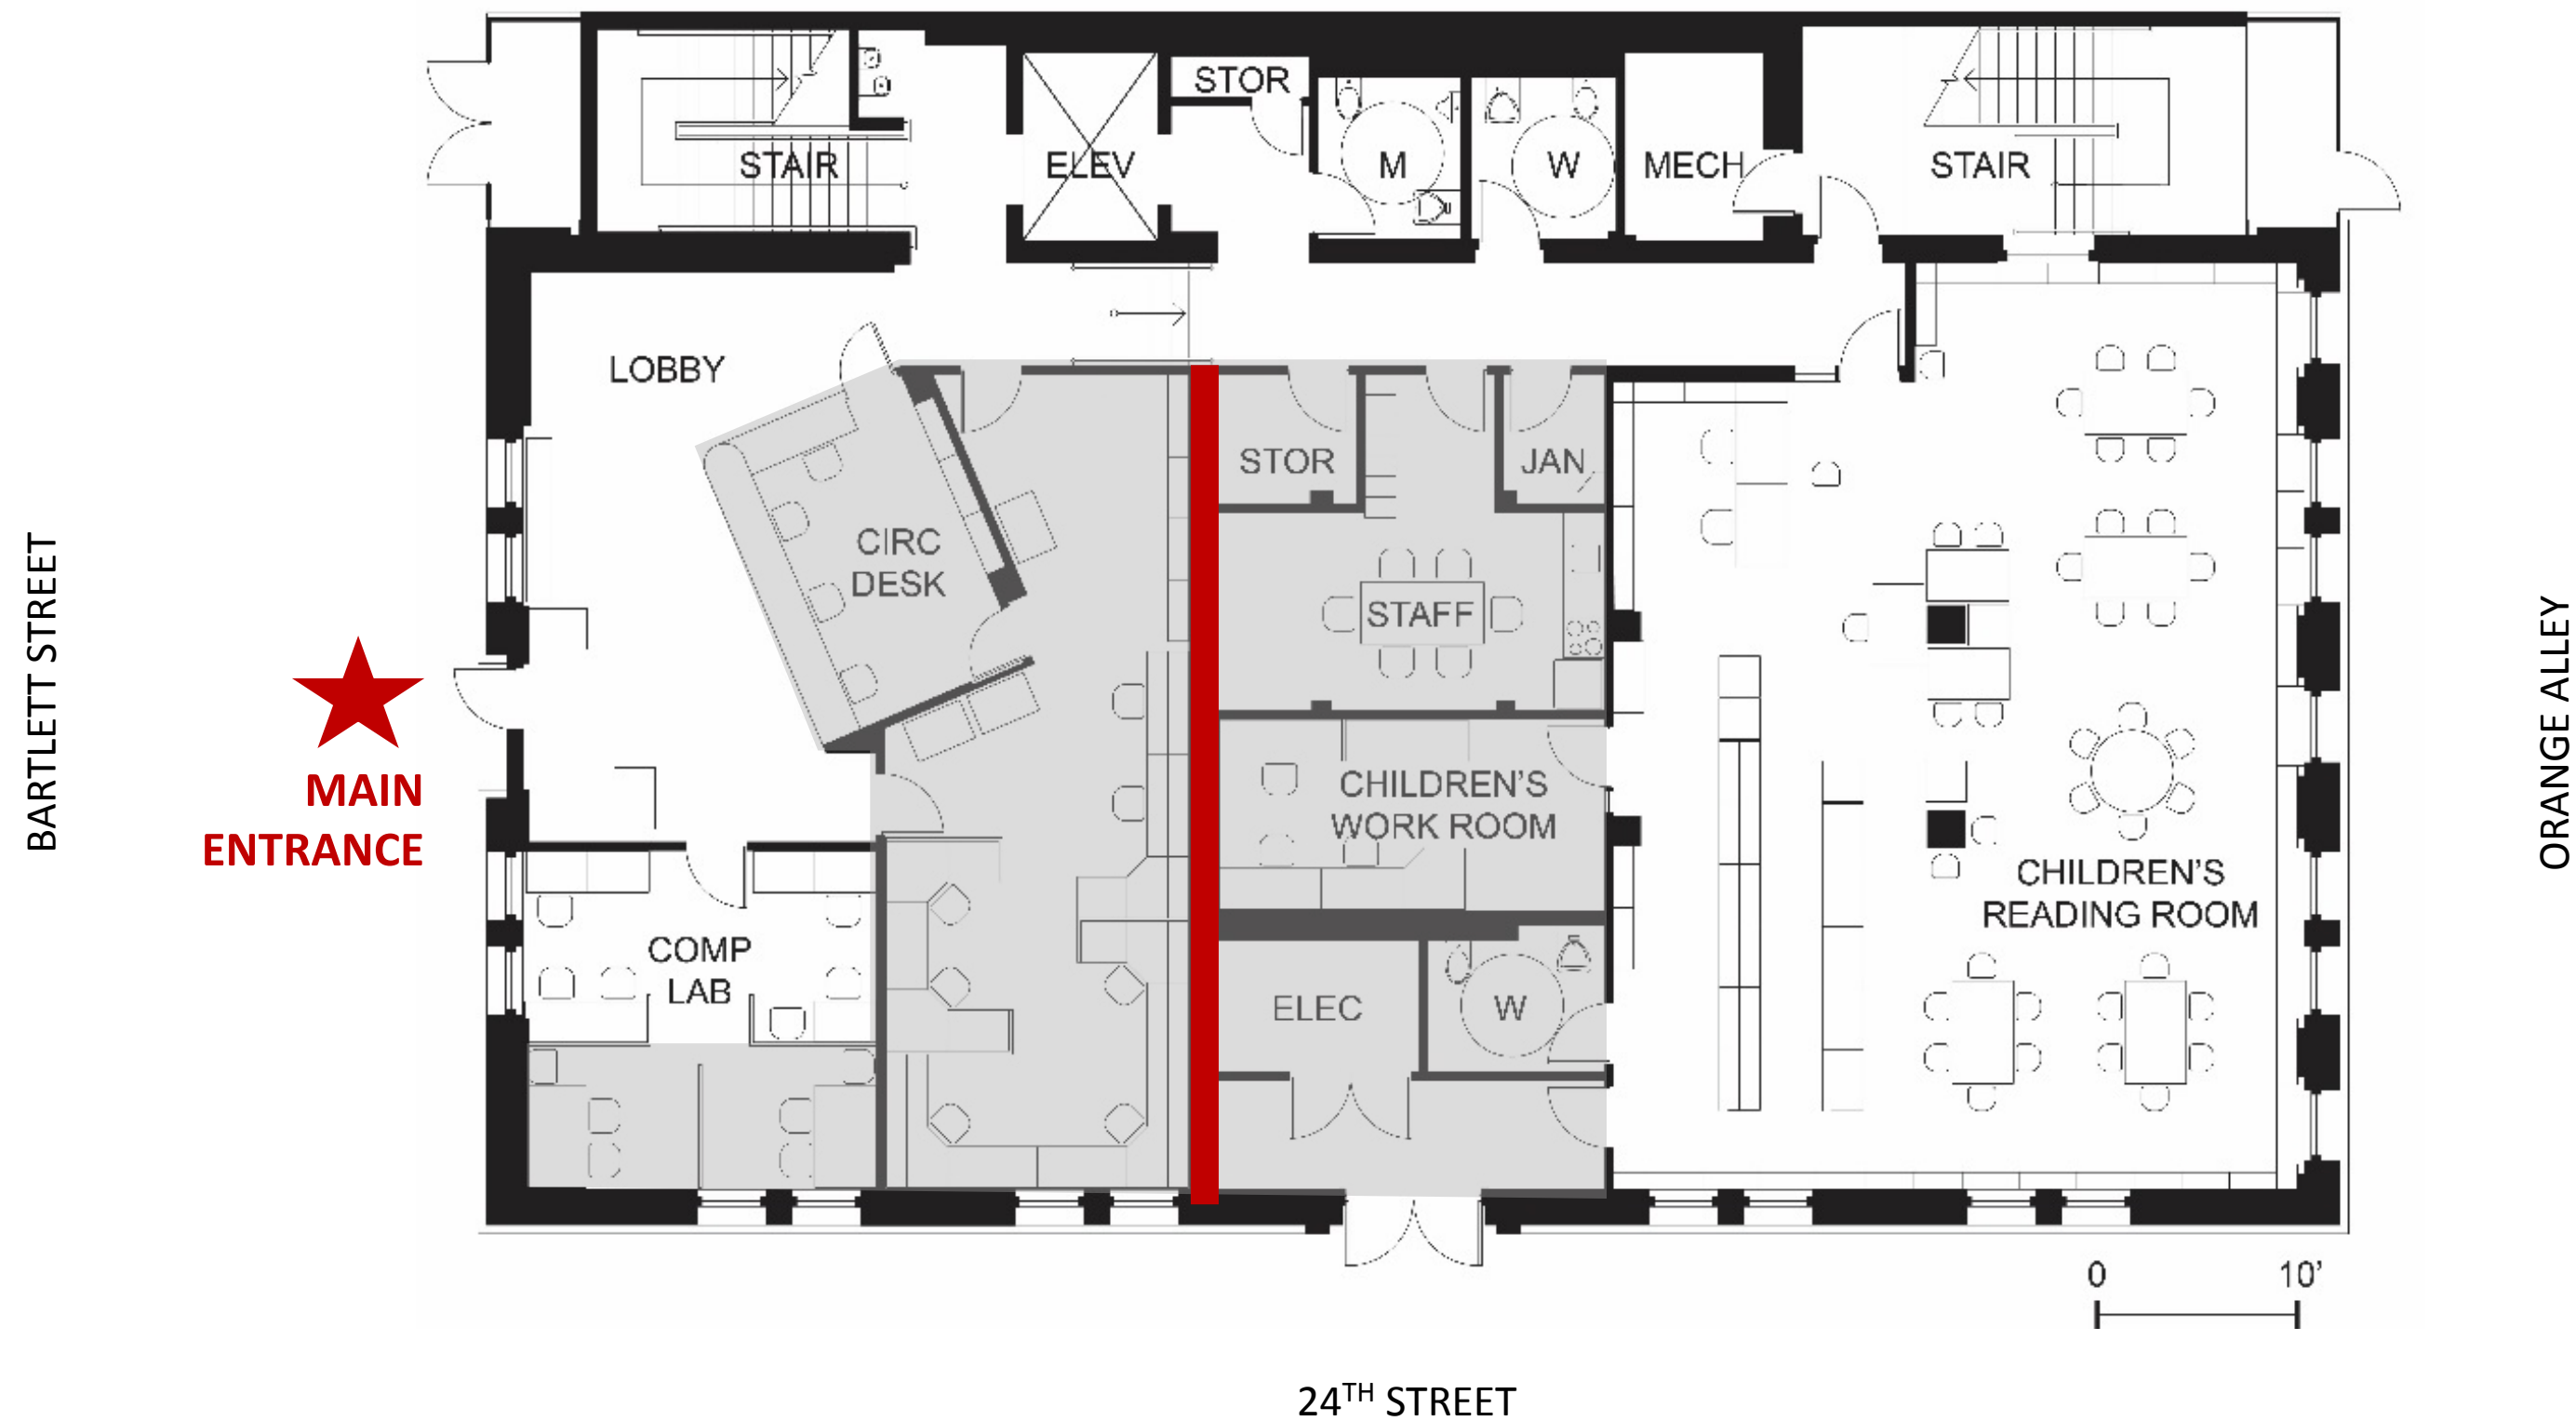 STOR
STAIR
ELEV
M
W
MECH
STAIR
LOBBY
STOR
JAN
CIRC
DESK
STAFF
BARTLETT STREET
MAIN
ENTRANCE
CHILDREN'S
WORK ROOM
ORANGE ALLEY
CHILDREN'S
READING ROOM
COMP
LAB
ELEC
W
0 10'
24TH STREET